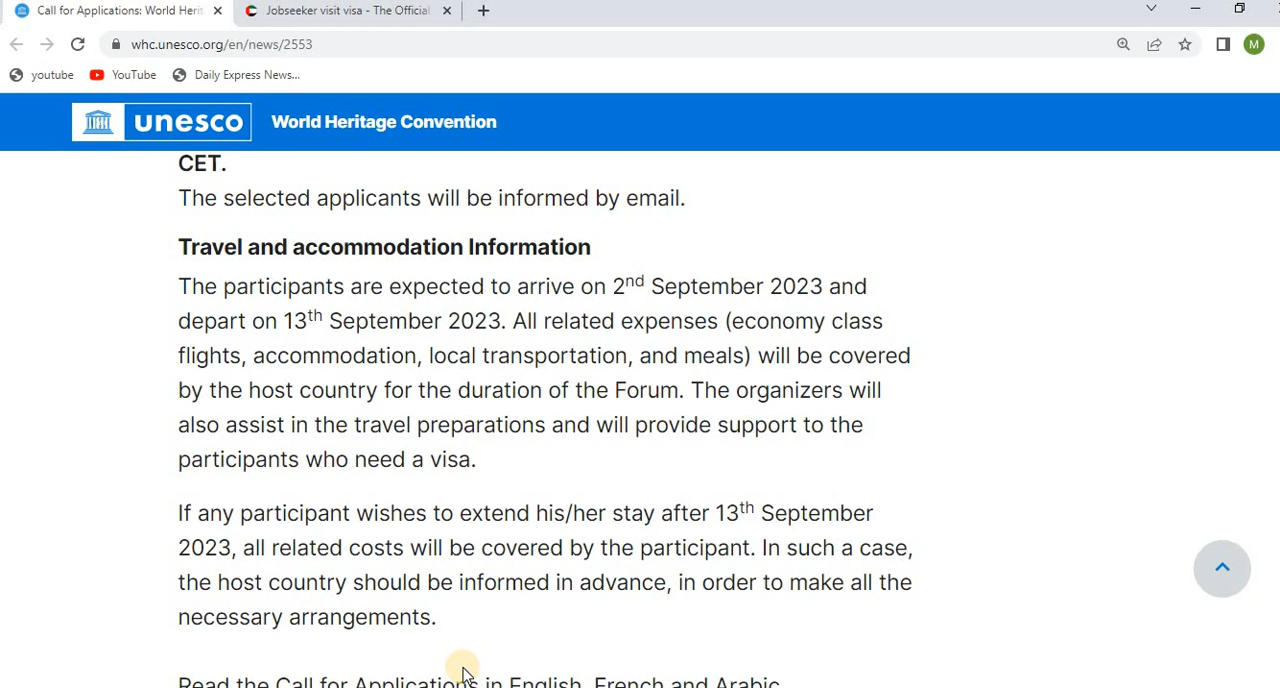 Call for Applications: World Herit
Jobseeker visit visa - The Official
whc.unesco.org/en/news/2553
M
youtube
YouTube
Daily Express News...
unesco
World Heritage Convention
CET.
The selected applicants will be informed by email.
Travel and accommodation Information
The participants are expected to arrive on 2nd September 2023 and
depart on 13th September 2023. All related expenses (economy class
flights, accommodation, local transportation, and meals) will be covered
by the host country for the duration of the Forum. The organizers will
also assist in the travel preparations and will provide support to the
participants who need a visa.
If any participant wishes to extend his/her stay after 13th September
2023, all related costs will be covered by the participant. In such a case,
the host country should be informed in advance, in order to make all the
necessary arrangements.
Read the Call for Applications in English, French and Arabic